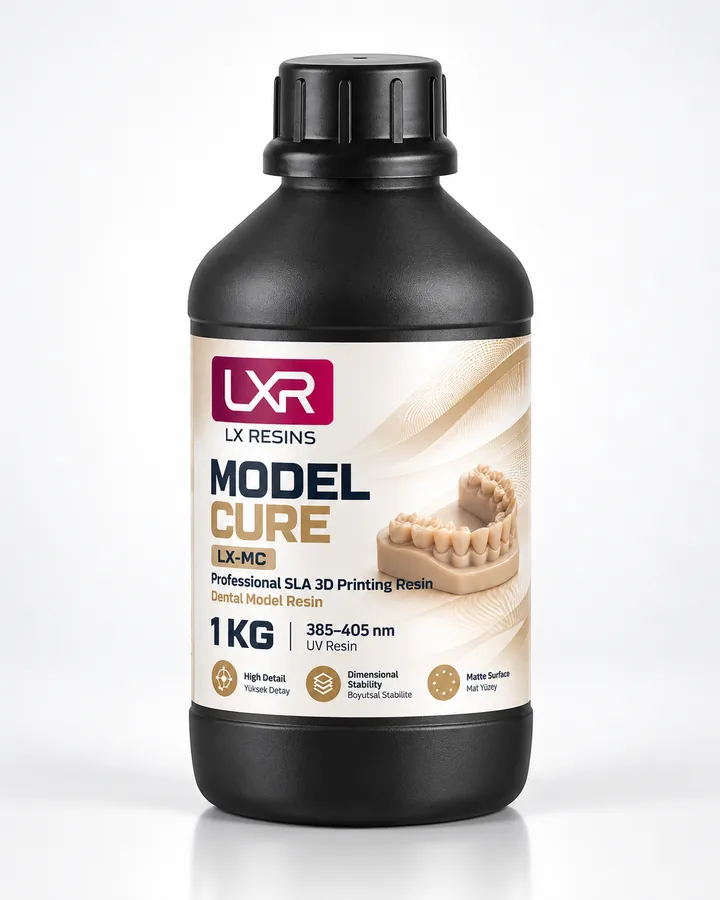 LXR
LX RESINS
MODEL
CURE
LX-MC
Professional SLA 3D Printing Resin
Dental Model Resin
1 KG
385–405 nm
UV Resin
High Detail
Yüksek Detay
Dimensional
Stability
Boyutsal Stabilite
Matte Surface
Mat Yüzey